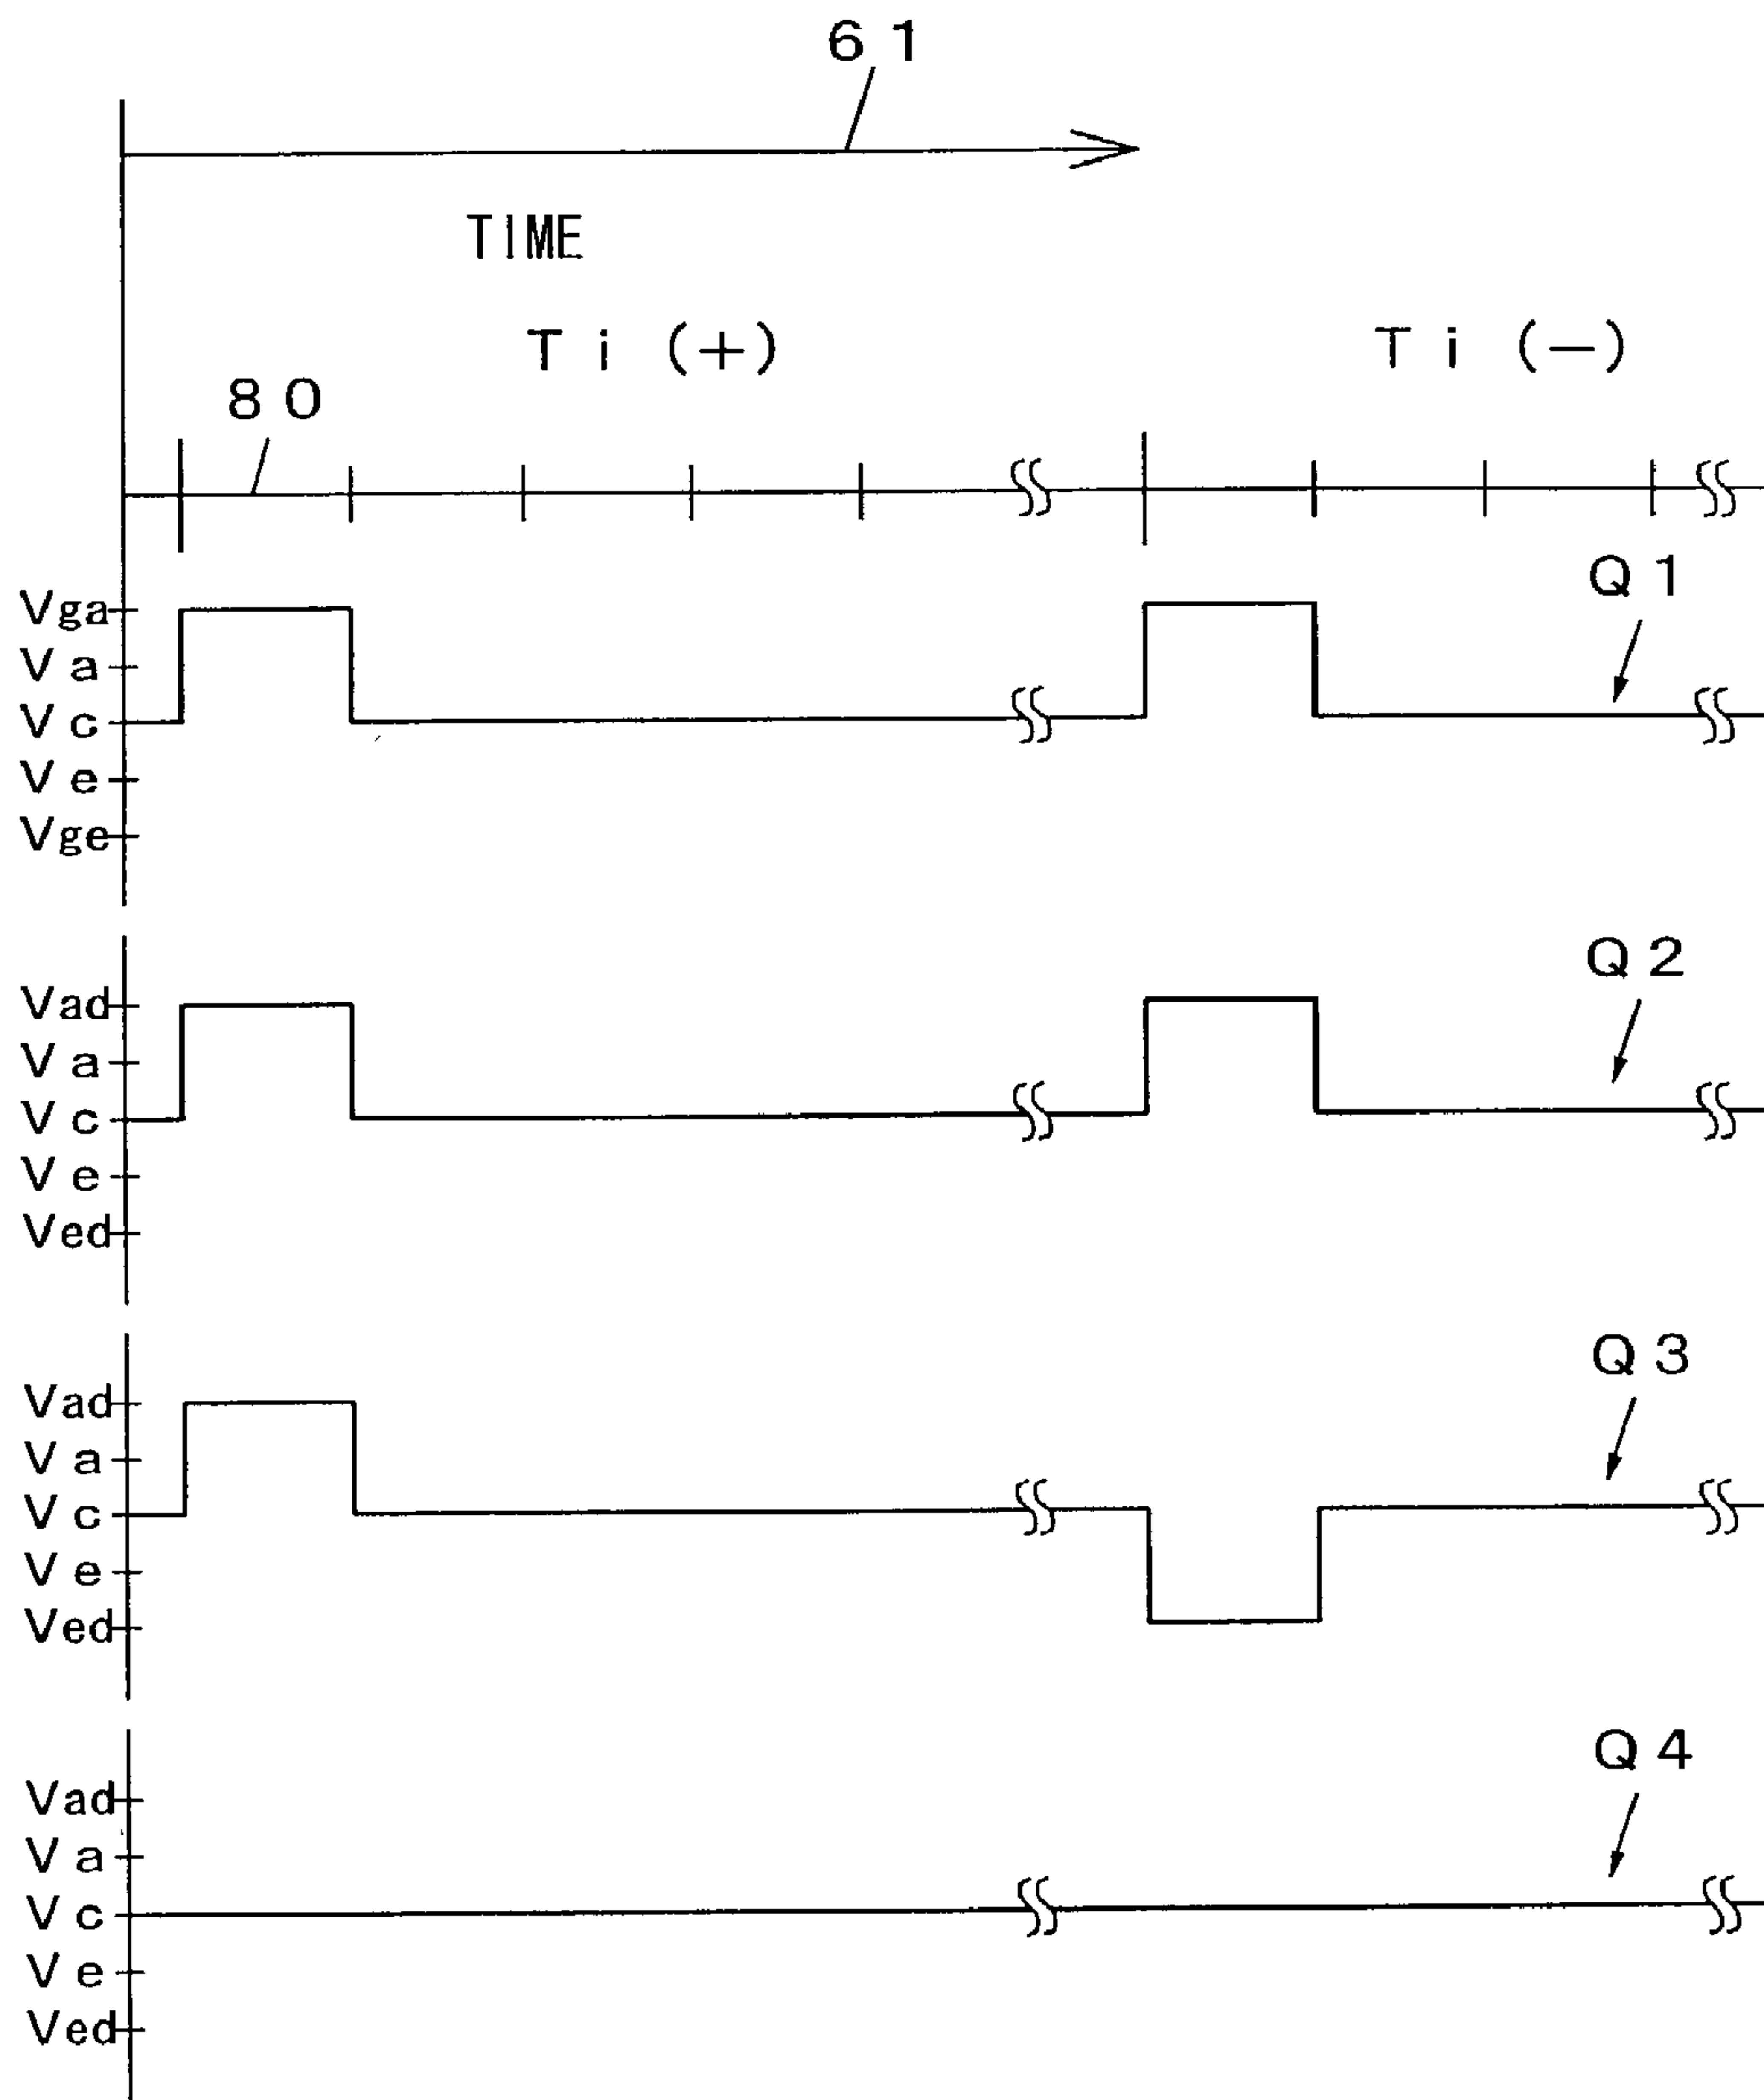 61
TIME
Ti (+) Ti (−)
80
Q1
Vga
Va
Vc
Ve
Vge
Q2
Vad
Va
Vc
Ve
Ved
Q3
Vad
Va
Vc
Ve
Ved
Q4
Vad
Va
Vc
Ve
Ved